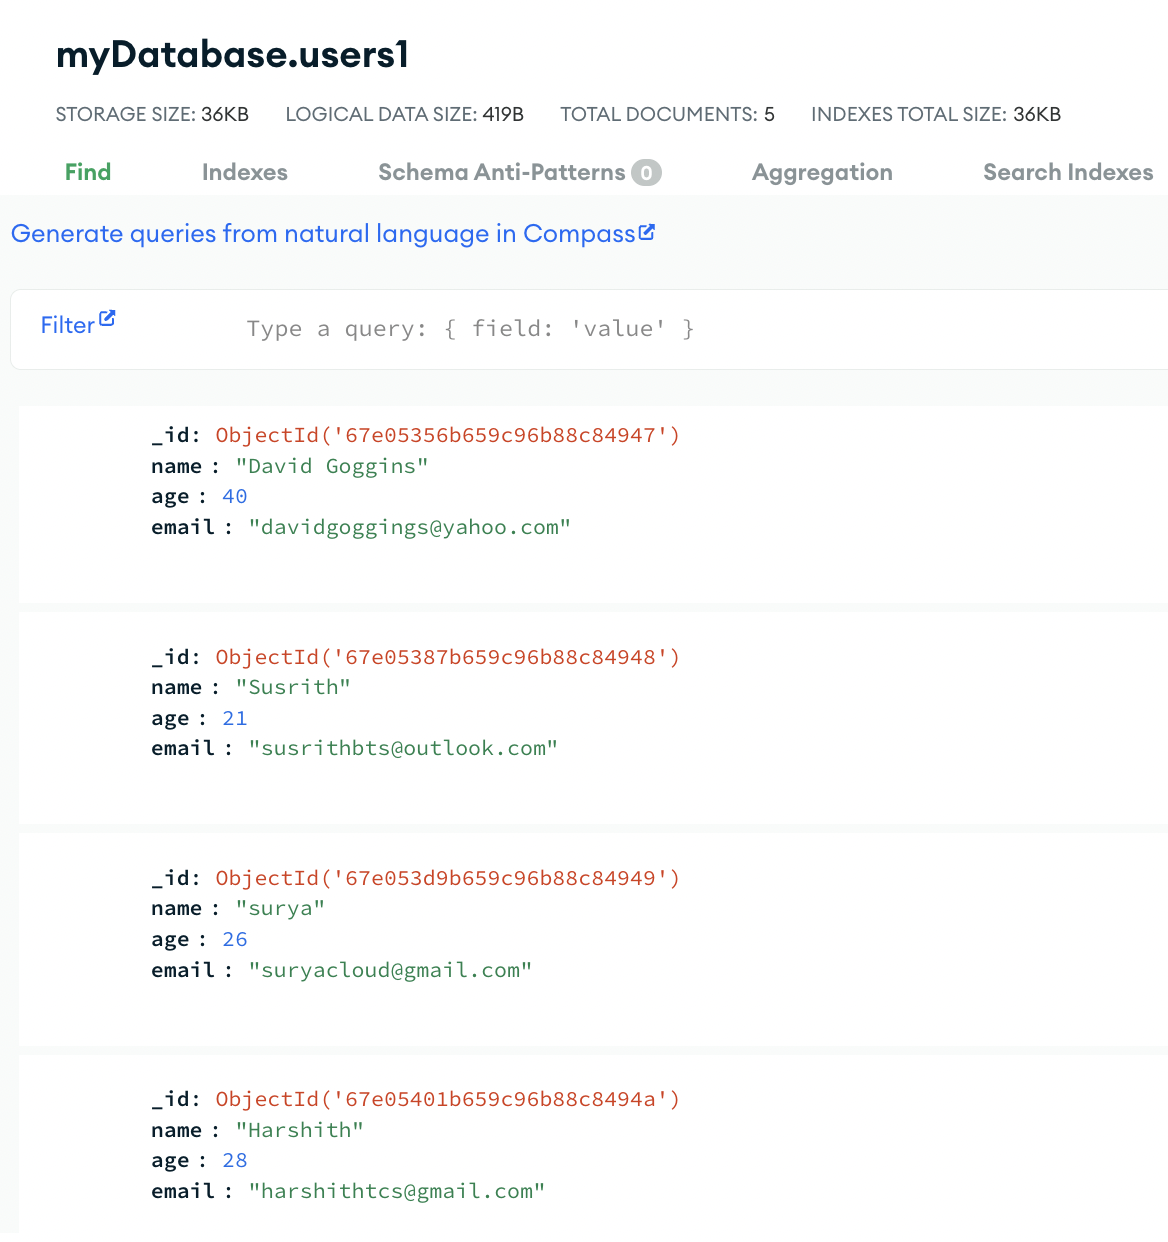 myDatabase.users1
STORAGE SIZE: 36KB LOGICAL DATA SIZE: 419B TOTAL DOCUMENTS: 5 INDEXES TOTAL SIZE: 36KB
Find Indexes Schema Anti-Patterns 0 Aggregation Search Indexes
Generate queries from natural language in Compass
Filter Type a query: { field: 'value' }
_id: ObjectId('67e05356b659c96b88c84947')
name : "David Goggins"
age : 40
email : "davidgoggings@yahoo.com"
_id: ObjectId('67e05387b659c96b88c84948')
name : "Susrith"
age : 21
email : "susrithbts@outlook.com"
_id: ObjectId('67e053d9b659c96b88c84949')
name : "surya"
age : 26
email : "suryacloud@gmail.com"
_id: ObjectId('67e05401b659c96b88c8494a')
name : "Harshith"
age : 28
email : "harshithtcs@gmail.com"